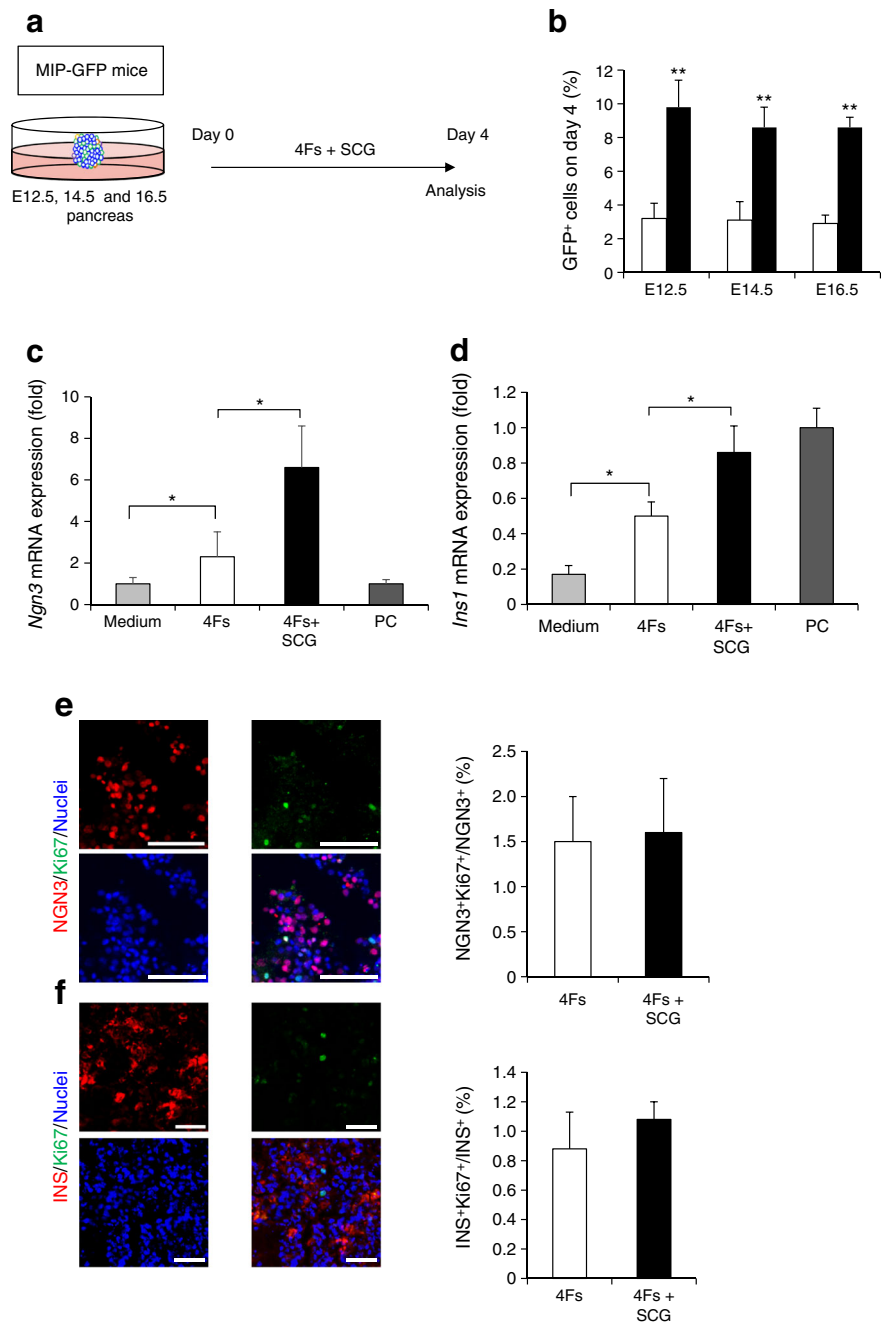 a
MIP-GFP mice
E12.5, 14.5 and 16.5
pancreas
Day 0
4Fs + SCG
Day 4
Analysis
b
GFP⁺ cells on day 4 (%)
12
10
8
6
4
2
0
**
**
**
E12.5
E14.5
E16.5
c
Ngn3 mRNA expression (fold)
10
8
6
4
2
0
*
*
Medium
4Fs
4Fs+
SCG
PC
d
Ins1 mRNA expression (fold)
1.2
1.0
0.8
0.6
0.4
0.2
0
*
*
Medium
4Fs
4Fs+
SCG
PC
e
NGN3/Ki67/Nuclei
NGN3⁺Ki67⁺/NGN3⁺ (%)
2.5
2.0
1.5
1.0
0.5
0
4Fs
4Fs +
SCG
f
INS/Ki67/Nuclei
INS⁺Ki67⁺/INS⁺ (%)
1.4
1.2
1.0
0.8
0.6
0.4
0.2
0
4Fs
4Fs +
SCG